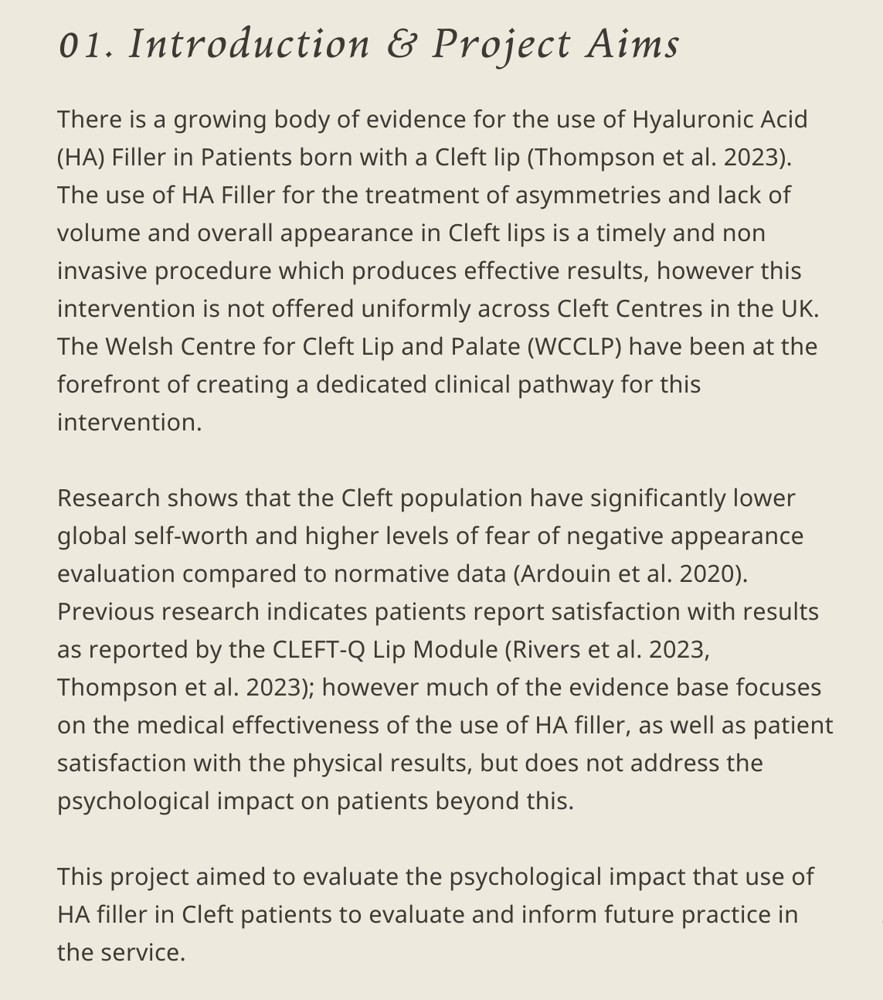 01. Introduction & Project Aims
There is a growing body of evidence for the use of Hyaluronic Acid
(HA) Filler in Patients born with a Cleft lip (Thompson et al. 2023).
The use of HA Filler for the treatment of asymmetries and lack of
volume and overall appearance in Cleft lips is a timely and non
invasive procedure which produces effective results, however this
intervention is not offered uniformly across Cleft Centres in the UK.
The Welsh Centre for Cleft Lip and Palate (WCCLP) have been at the
forefront of creating a dedicated clinical pathway for this
intervention.
Research shows that the Cleft population have significantly lower
global self-worth and higher levels of fear of negative appearance
evaluation compared to normative data (Ardouin et al. 2020).
Previous research indicates patients report satisfaction with results
as reported by the CLEFT-Q Lip Module (Rivers et al. 2023,
Thompson et al. 2023); however much of the evidence base focuses
on the medical effectiveness of the use of HA filler, as well as patient
satisfaction with the physical results, but does not address the
psychological impact on patients beyond this.
This project aimed to evaluate the psychological impact that use of
HA filler in Cleft patients to evaluate and inform future practice in
the service.